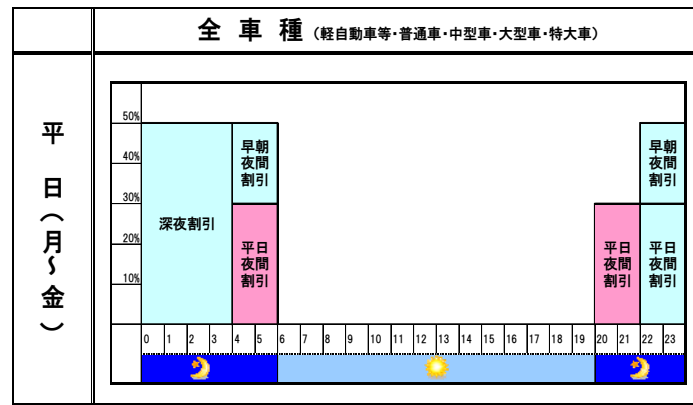 全車種（軽自動車等・普通車・中型車・大型車・特大車）
平日（月～金）
50%
40%
30%
20%
10%
深夜割引
早朝
夜間
割引
平日
夜間
割引
平日
夜間
割引
早朝
夜間
割引
平日
夜間
割引
0 1 2 3 4 5 6 7 8 9 10 11 12 13 14 15 16 17 18 19 20 21 22 23